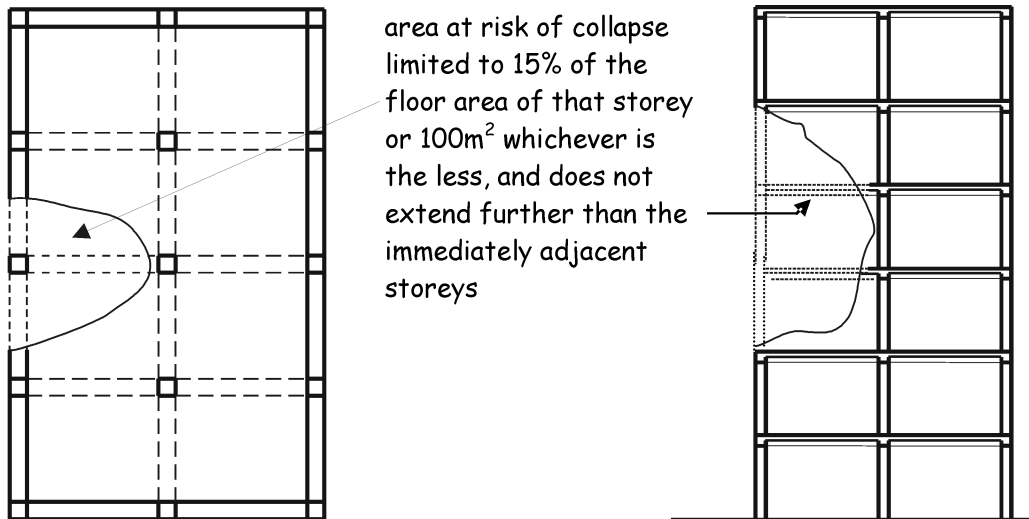 area at risk of collapse
limited to 15% of the
floor area of that storey
or 100m² whichever is
the less, and does not
extend further than the
immediately adjacent
storeys